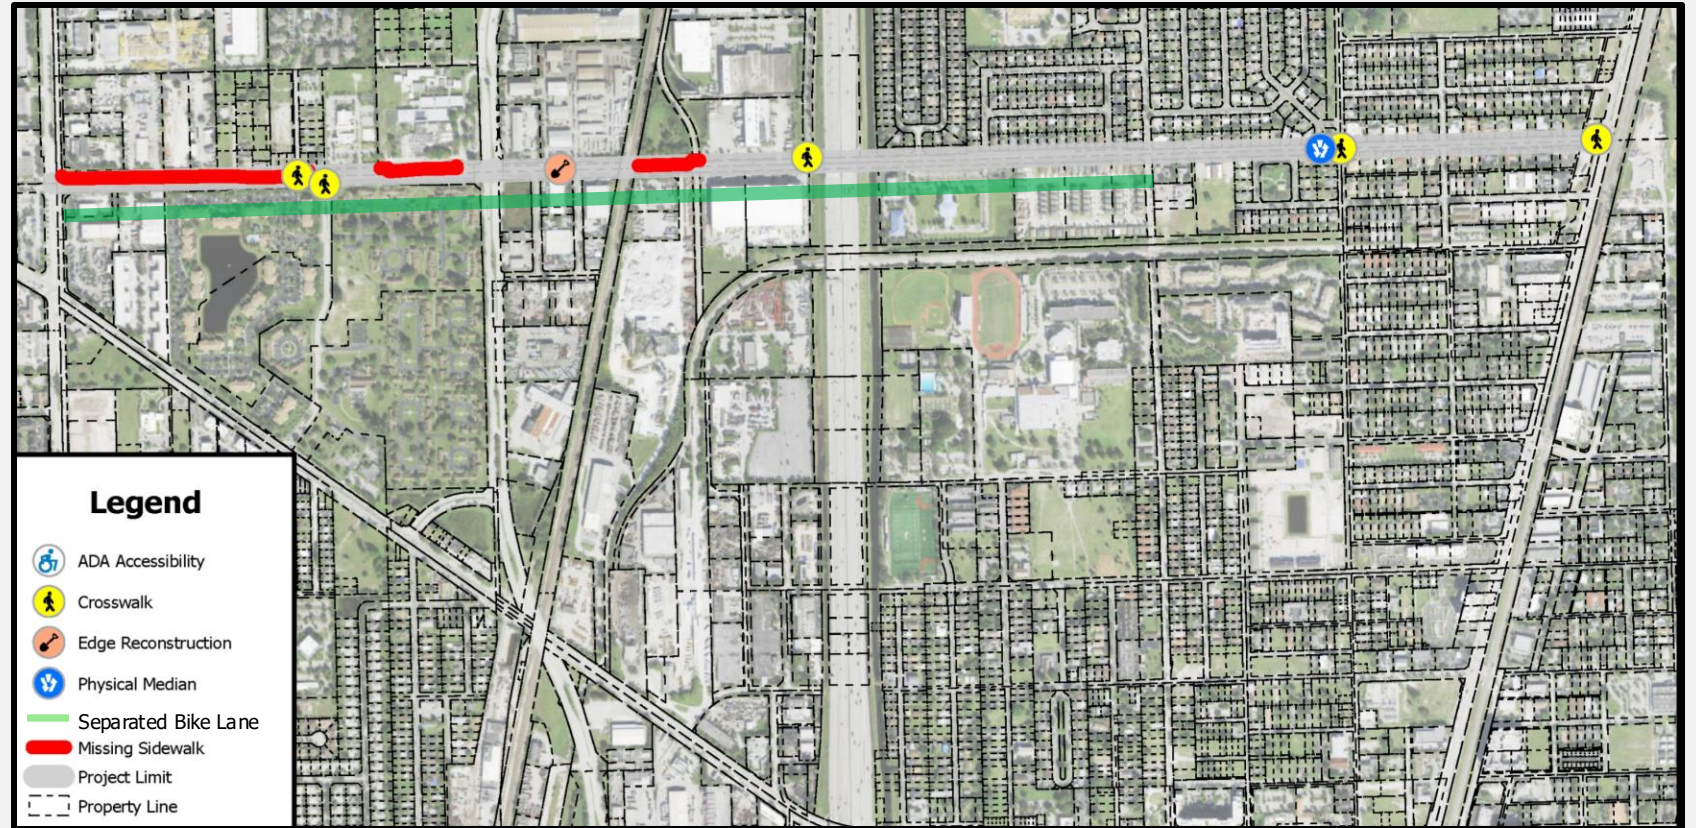 Legend
ADA Accessibility
Crosswalk
Edge Reconstruction
Physical Median
Separated Bike Lane
Missing Sidewalk
Project Limit
Property Line